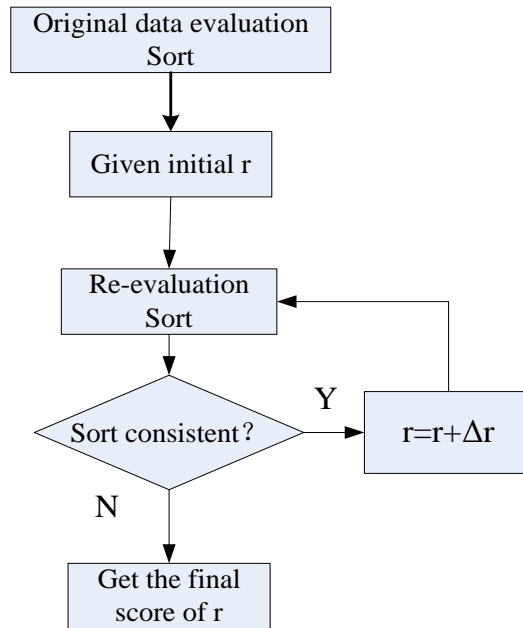 Original data evaluation
Sort
Given initial r
Re-evaluation
Sort
Sort consistent？
Y
r=r+Δr
N
Get the final
score of r